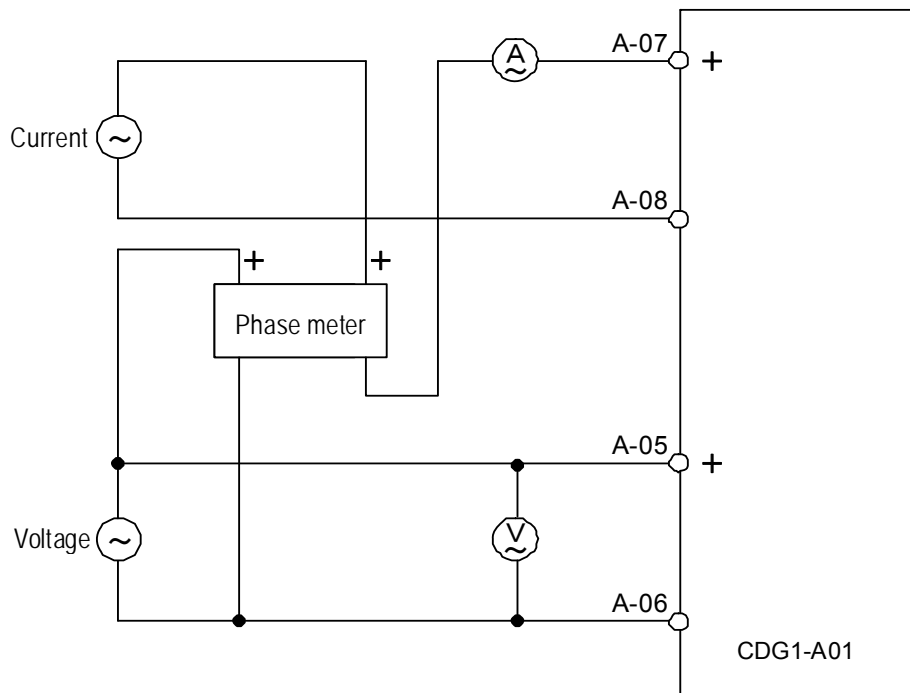 A-07
A
~
+
Current
~
A-08
+
+
Phase meter
A-05
+
Voltage
~
V
~
A-06
CDG1-A01